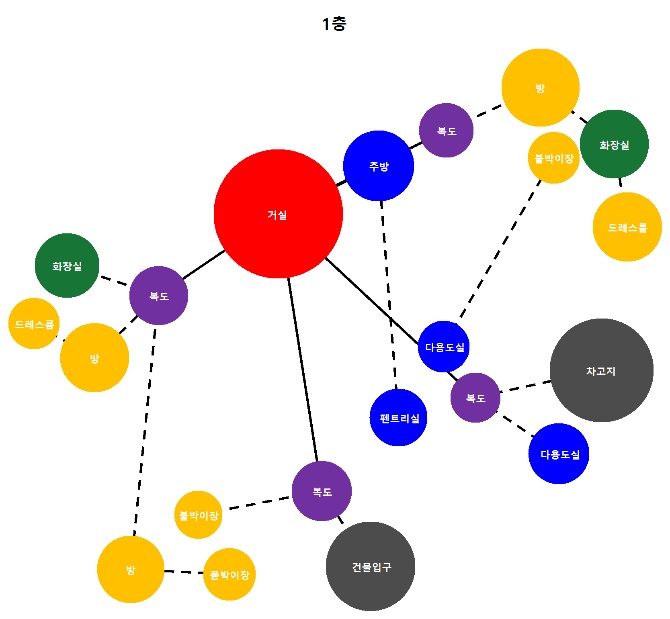 1층
방
복도
화장실
붙박이장
주방
거실
드레스룸
화장실
복도
드레스룸
방
다용도실
차고지
복도
펜트리실
다용도실
복도
붙박이장
방
붙박이장
건물입구